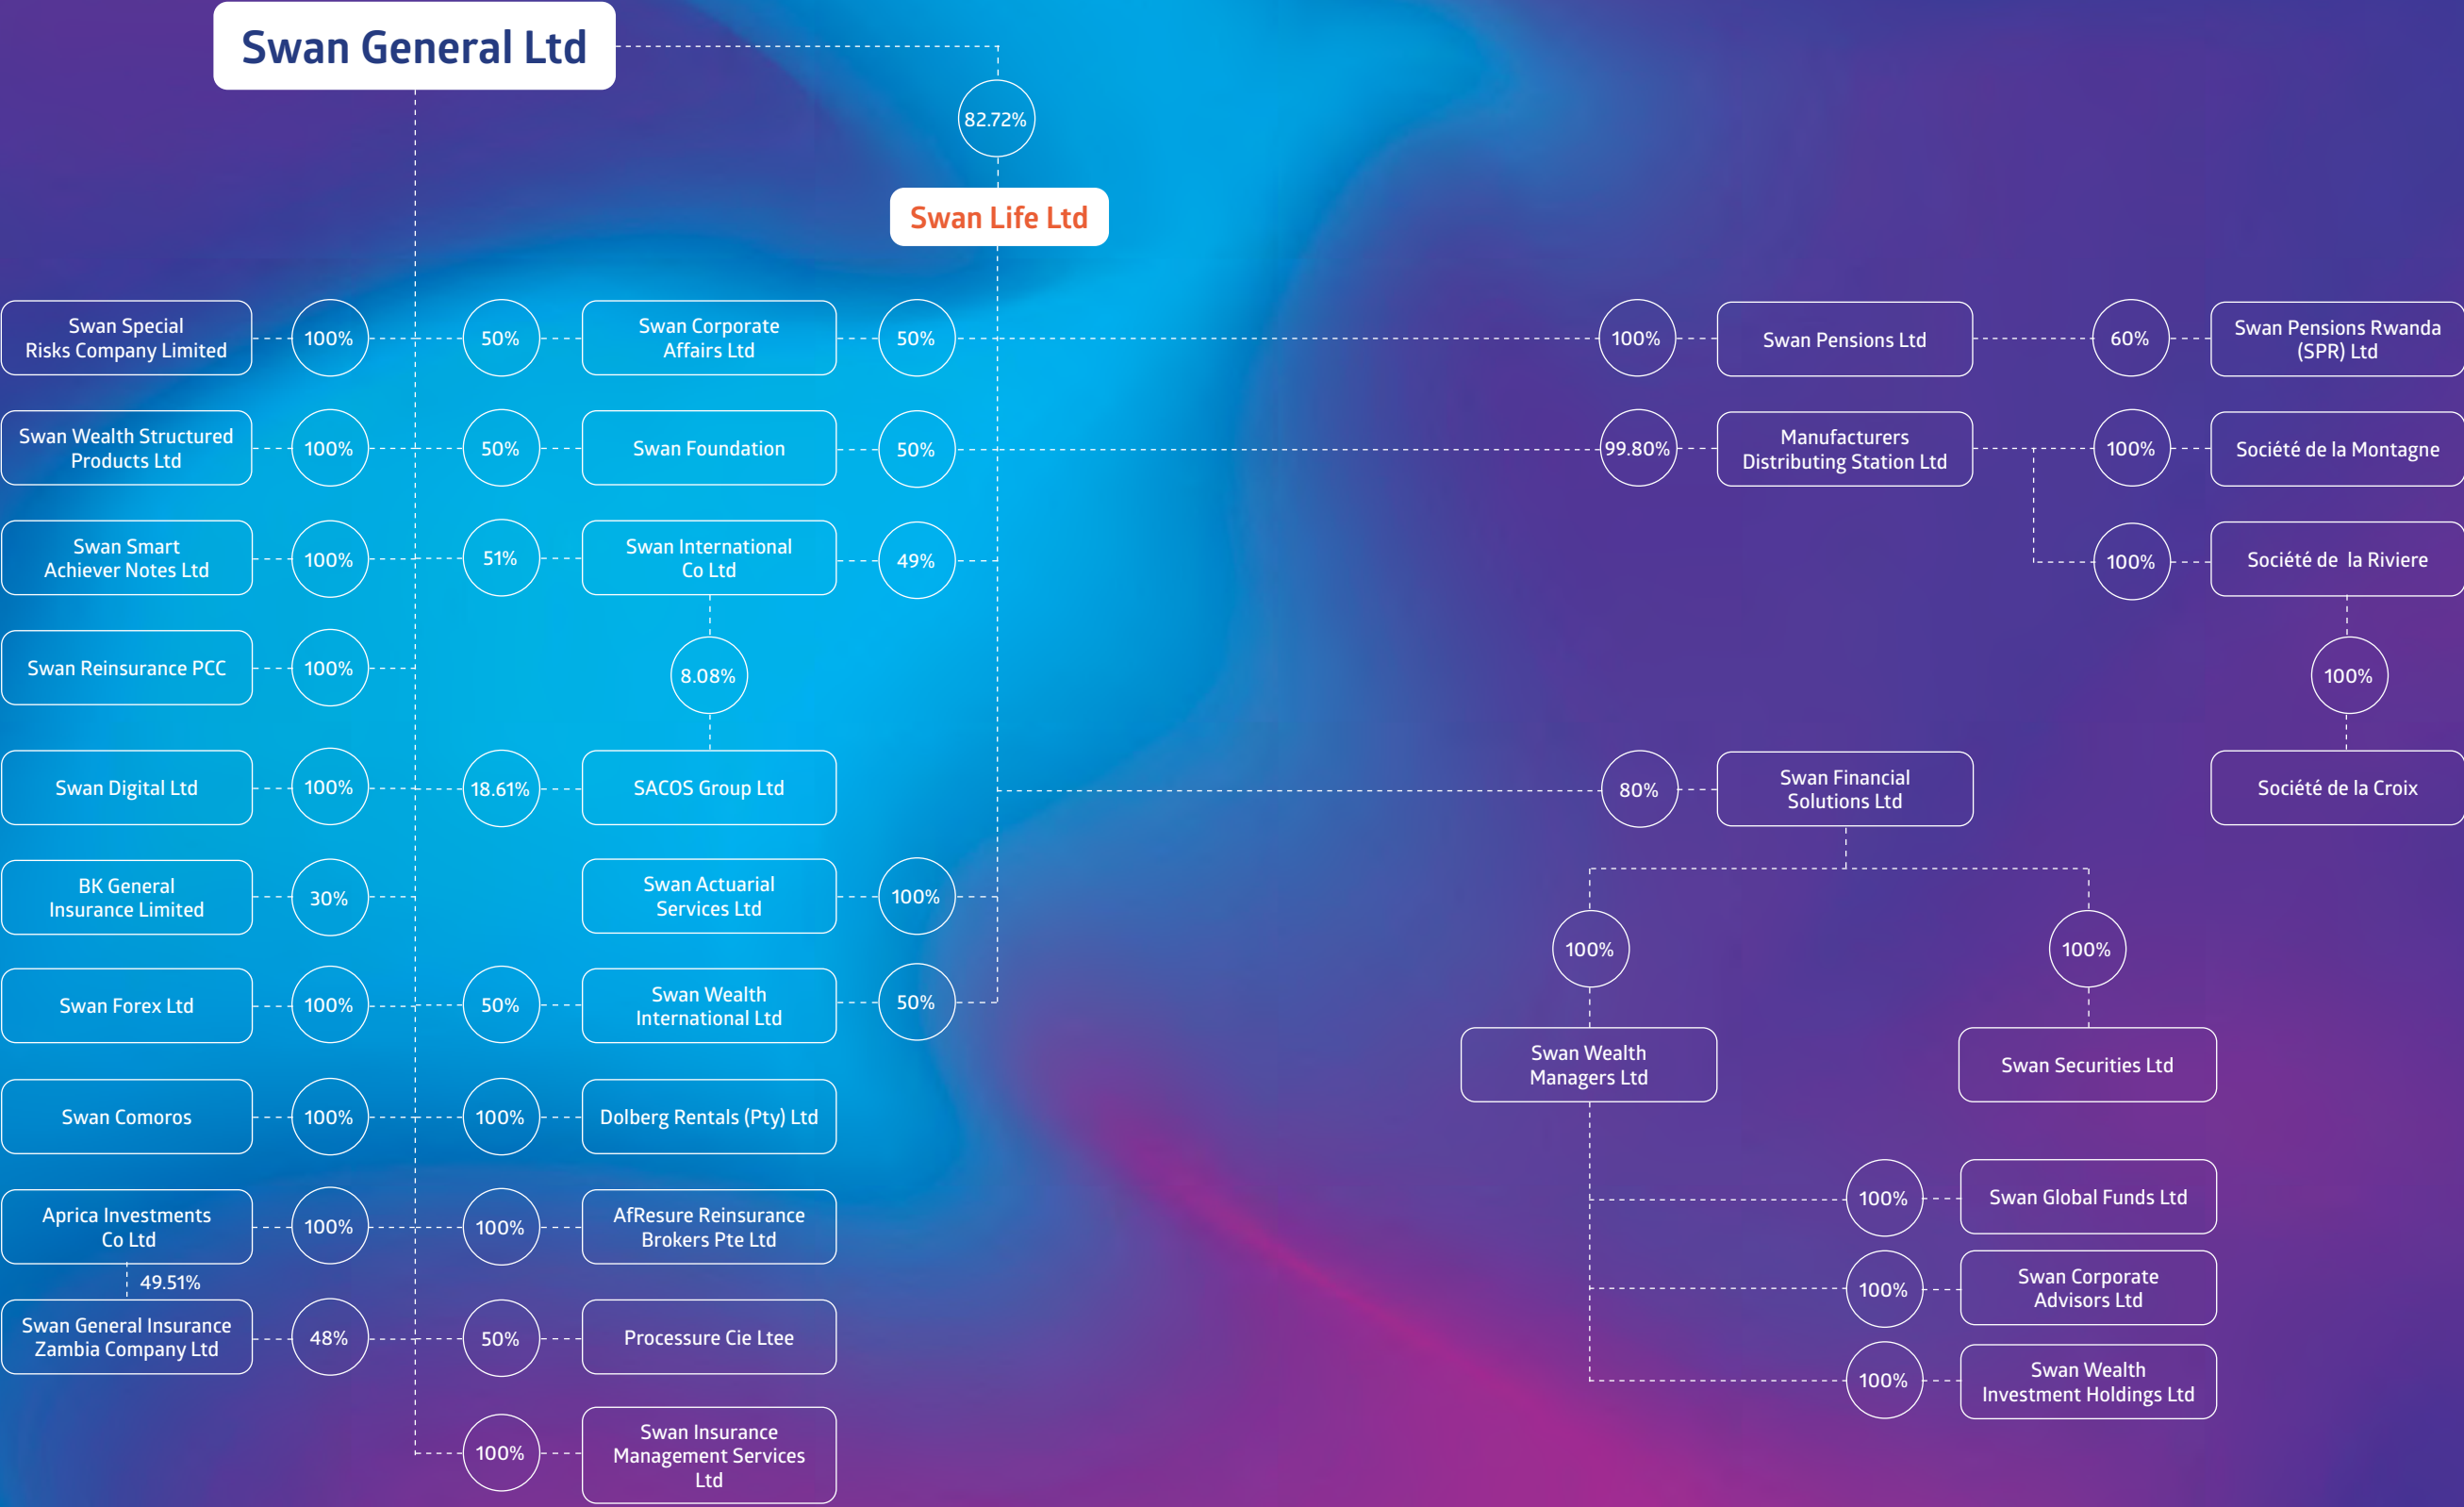 Swan General Ltd
82.72%
Swan Life Ltd
Swan Special
Risks Company Limited
100%
50%
Swan Corporate
Affairs Ltd
50%
100%
Swan Pensions Ltd
60%
Swan Pensions Rwanda
(SPR) Ltd
Swan Wealth Structured
Products Ltd
100%
50%
Swan Foundation
50%
99.80%
Manufacturers
Distributing Station Ltd
100%
Société de la Montagne
Swan Smart
Achiever Notes Ltd
100%
51%
Swan International
Co Ltd
49%
100%
Société de la Riviere
Swan Reinsurance PCC
100%
8.08%
100%
Swan Digital Ltd
100%
18.61%
SACOS Group Ltd
80%
Swan Financial
Solutions Ltd
Société de la Croix
BK General
Insurance Limited
30%
Swan Actuarial
Services Ltd
100%
100%
100%
Swan Forex Ltd
100%
50%
Swan Wealth
International Ltd
50%
Swan Wealth
Managers Ltd
Swan Securities Ltd
Swan Comoros
100%
100%
Dolberg Rentals (Pty) Ltd
Aprica Investments
Co Ltd
100%
100%
AfResure Reinsurance
Brokers Pte Ltd
100%
Swan Global Funds Ltd
49.51%
100%
Swan Corporate
Advisors Ltd
Swan General Insurance
Zambia Company Ltd
48%
50%
Processure Cie Ltee
100%
Swan Wealth
Investment Holdings Ltd
100%
Swan Insurance
Management Services
Ltd